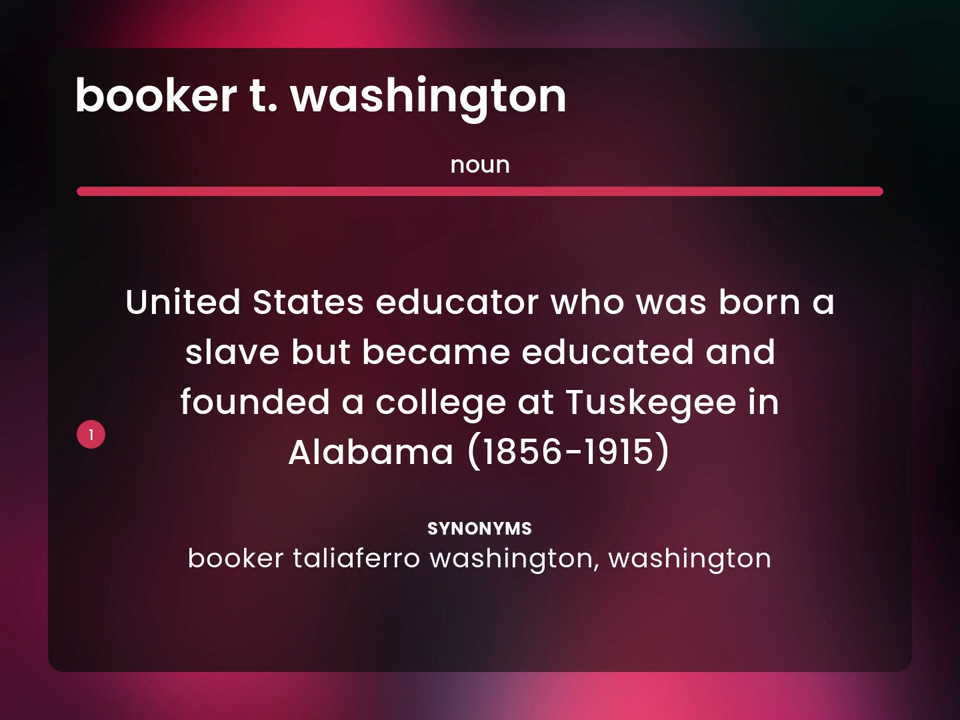 booker t. washington
noun
United States educator who was born a
slave but became educated and
founded a college at Tuskegee in
1
Alabama (1856-1915)
SYNONYMS
booker taliaferro washington, washington